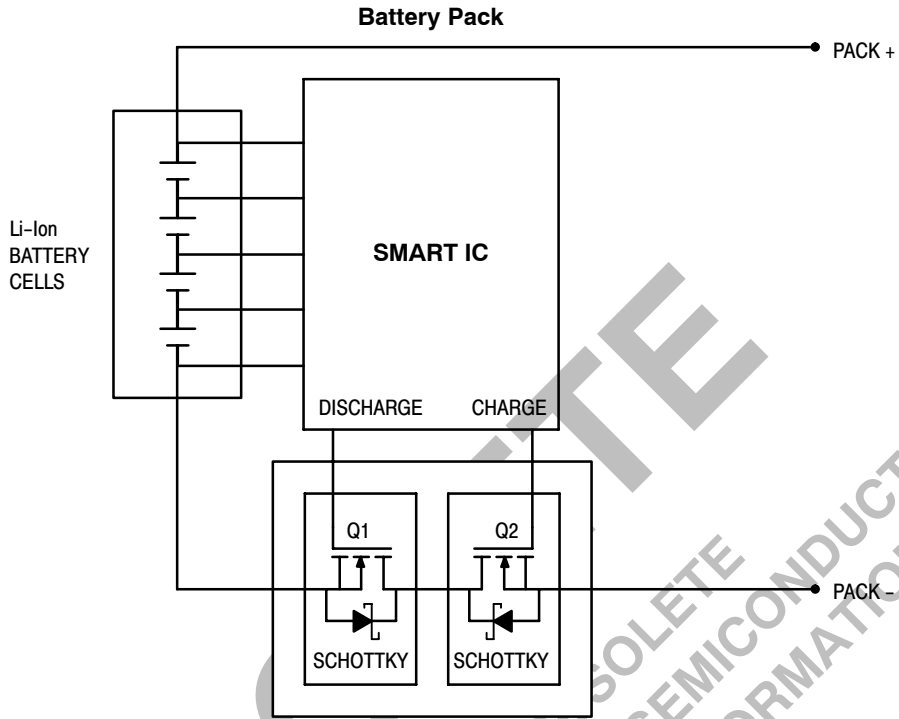 Battery Pack
PACK +
Li–Ion
BATTERY
CELLS
SMART IC
DISCHARGE CHARGE
Q1 Q2
PACK –
SCHOTTKY SCHOTTKY